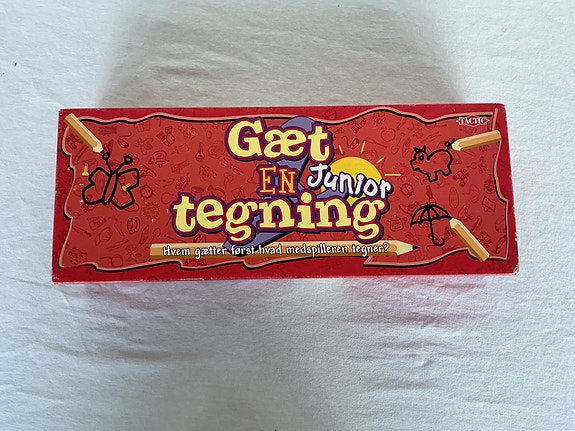 TACTIC
Gæt
EN Junior
tegning
Hvem gætter først hvad medspilleren tegner?